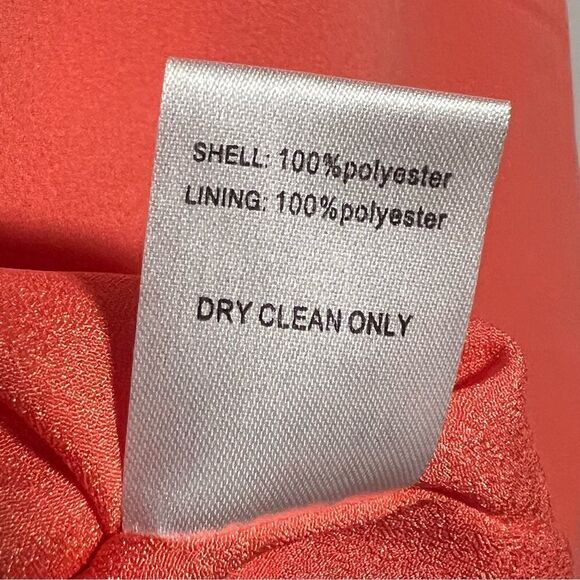 SHELL: 100%polyester
LINING: 100%polyester
DRY CLEAN ONLY